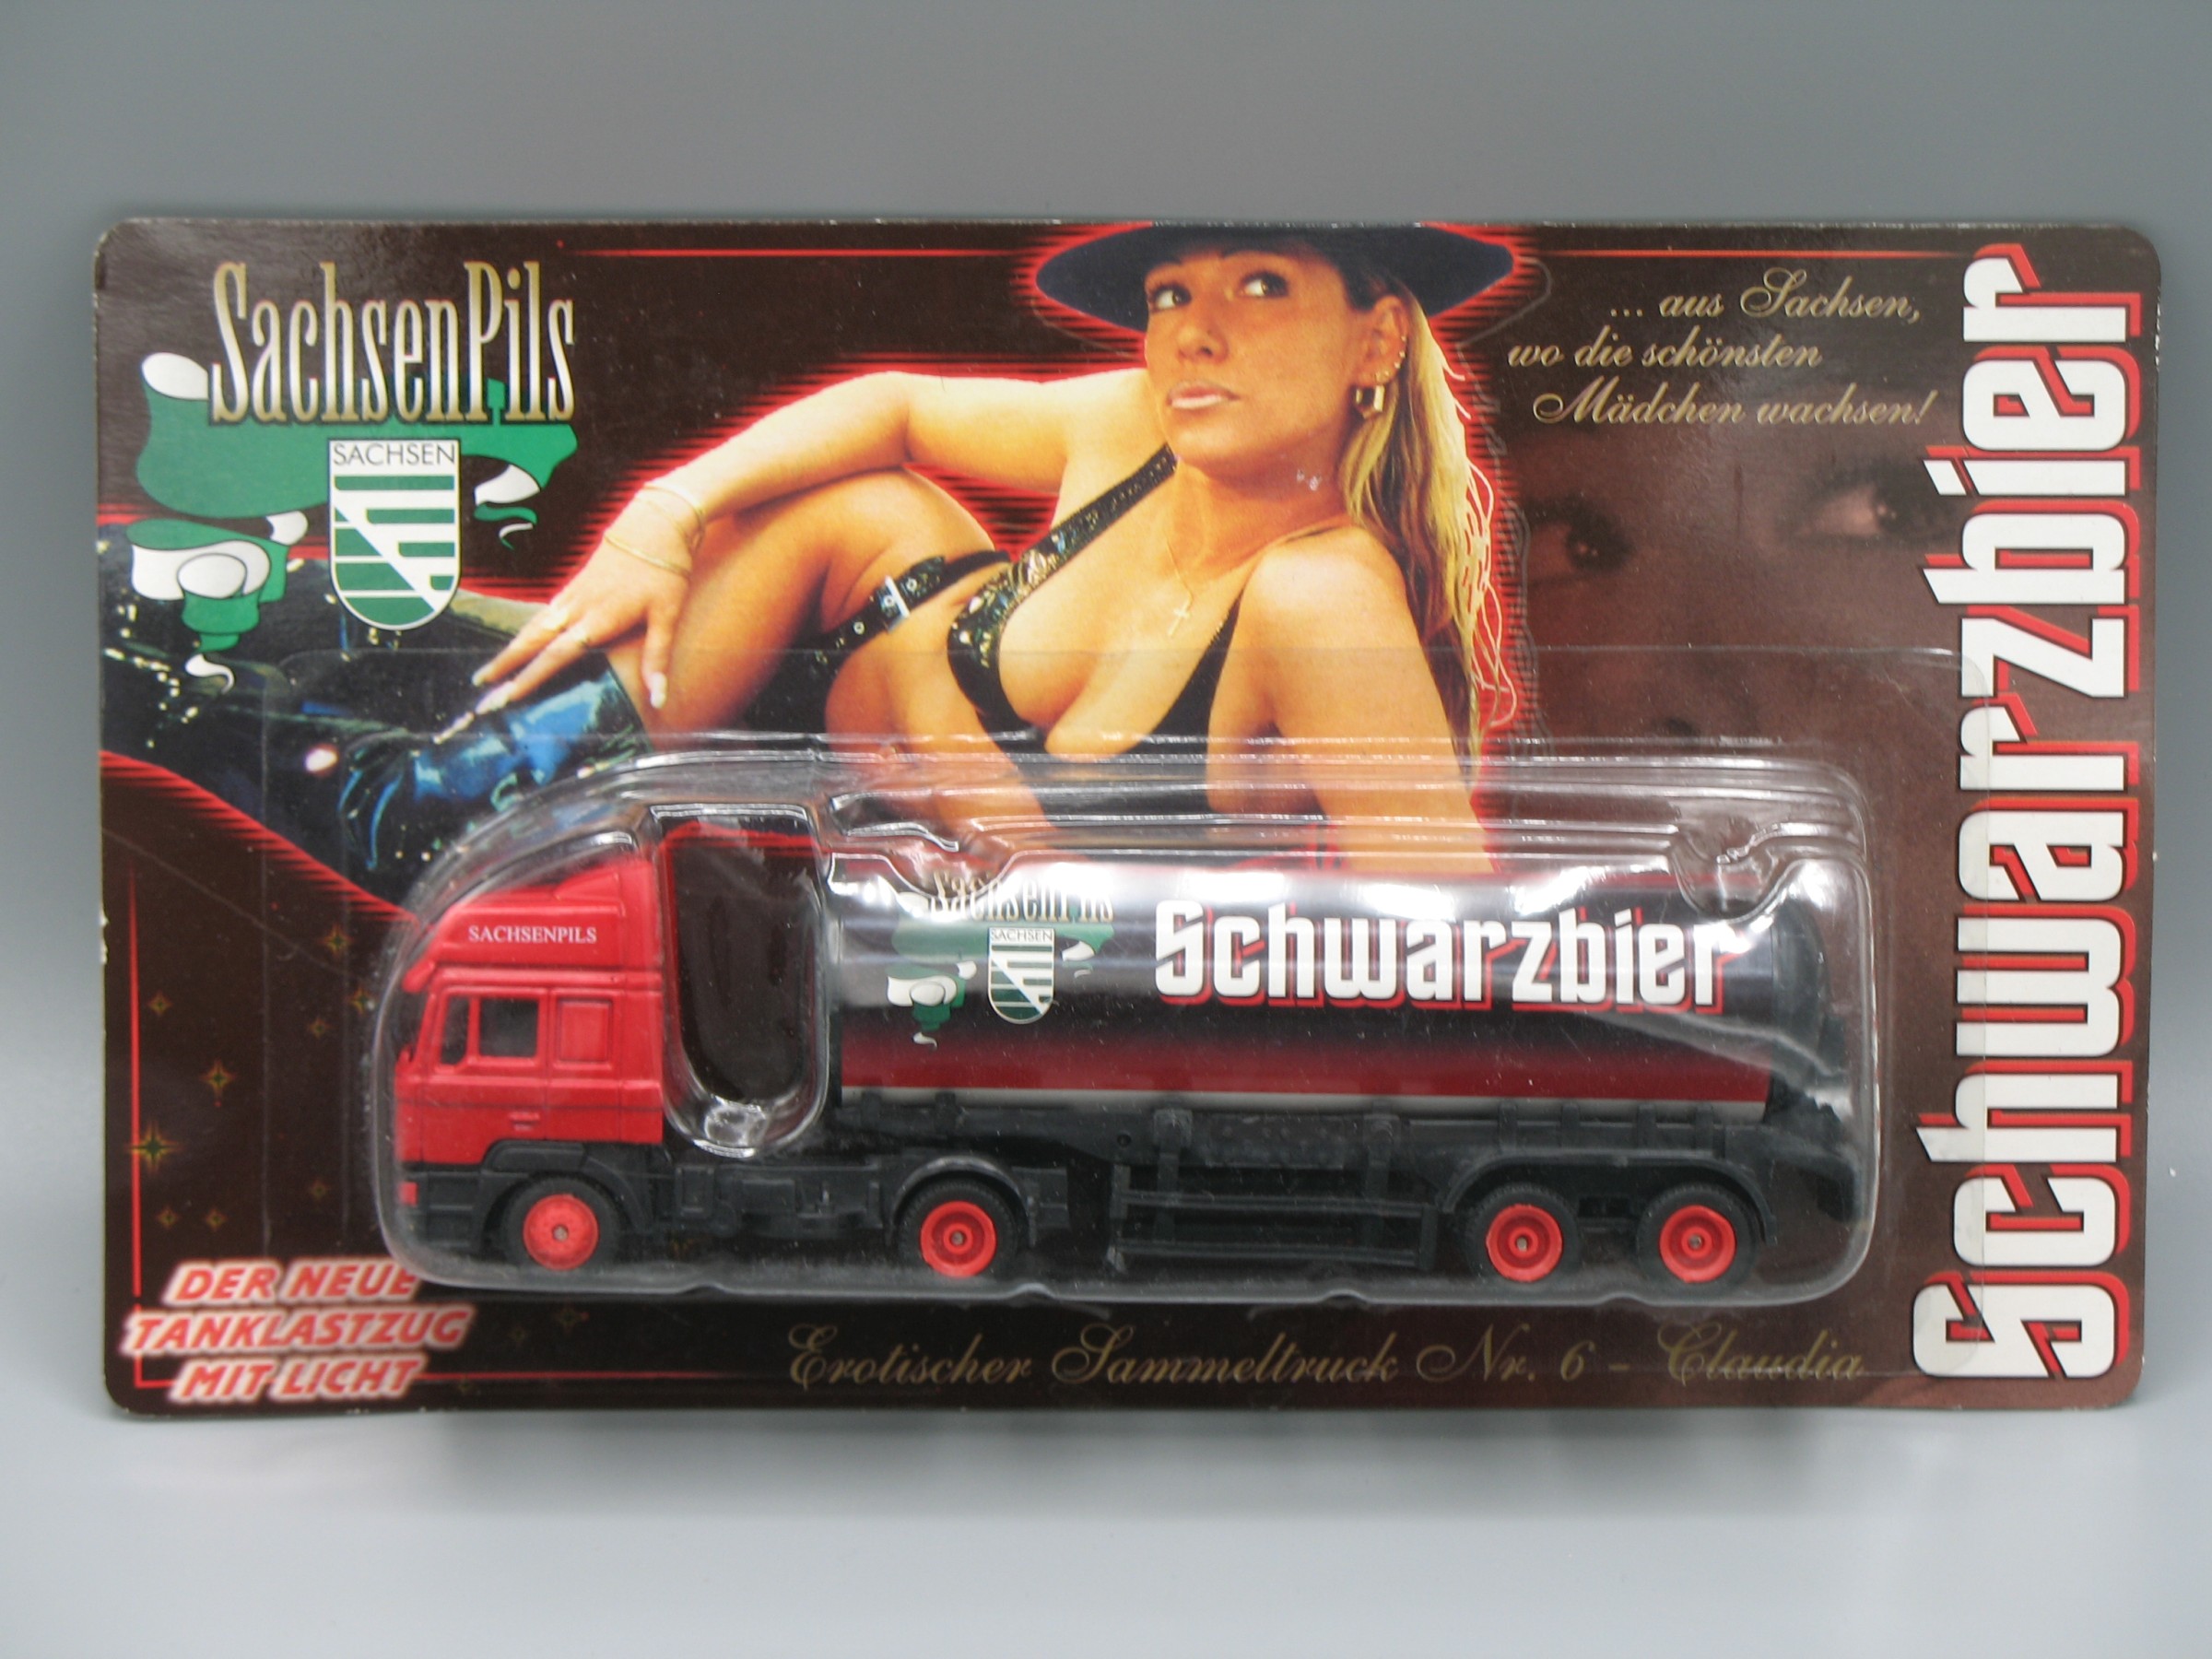 SachsenPils
SACHSEN
... aus Sachsen,
wo die schönsten
Mädchen wachsen!
Schwarzbier
SACHSENPILS
SachsenPils
SACHSEN
Schwarzbier
DER NEUE
TANKLASTZUG
MIT LICHT
Erotischer Sammeltruck Nr. 6 - Claudia